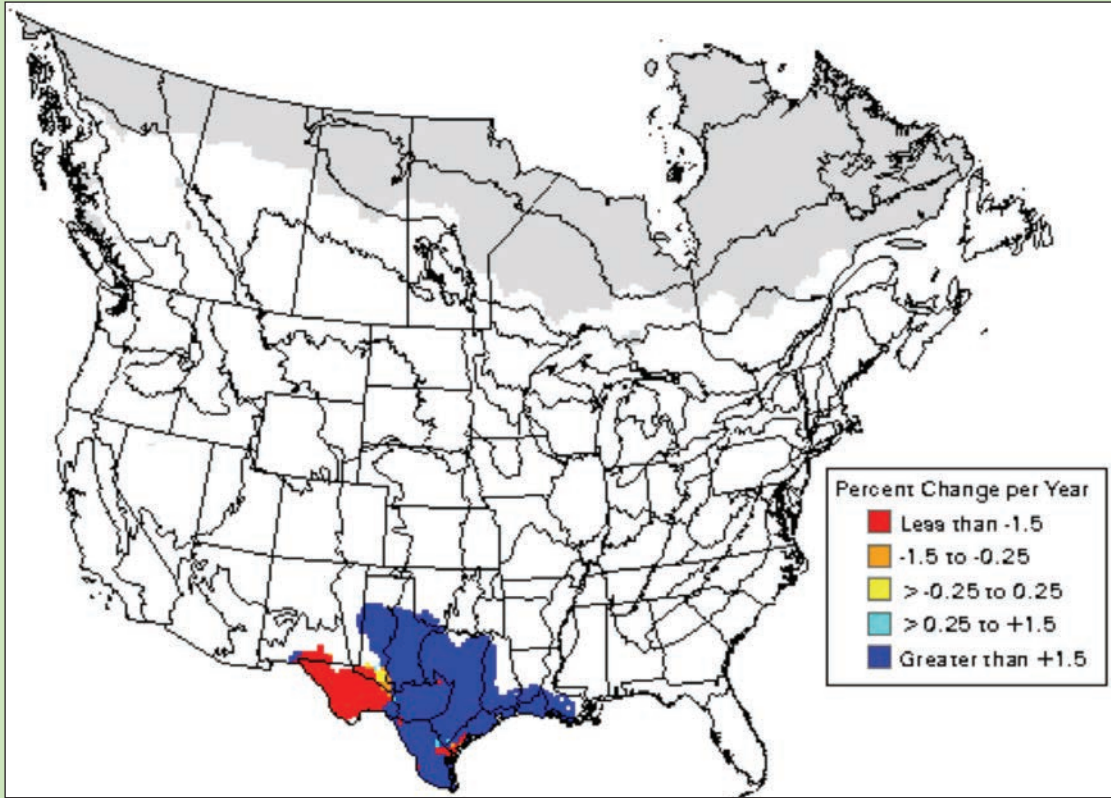 Percent Change per Year
Less than -1.5
-1.5 to -0.25
> -0.25 to 0.25
> 0.25 to +1.5
Greater than +1.5